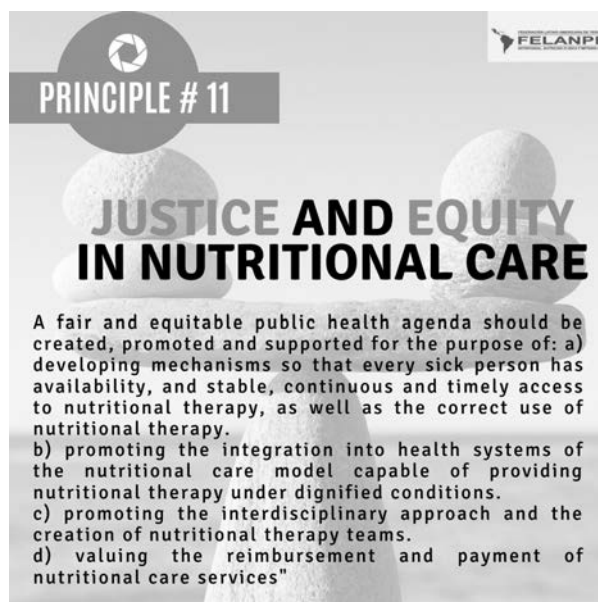 FELANPE
PRINCIPLE # 11
JUSTICE AND EQUITY
IN NUTRITIONAL CARE
A fair and equitable public health agenda should be
created, promoted and supported for the purpose of: a)
developing mechanisms so that every sick person has
availability, and stable, continuous and timely access
to nutritional therapy, as well as the correct use of
nutritional therapy.
b) promoting the integration into health systems of
the nutritional care model capable of providing
nutritional therapy under dignified conditions.
c) promoting the interdisciplinary approach and the
creation of nutritional therapy teams.
d) valuing the reimbursement and payment of
nutritional care services"